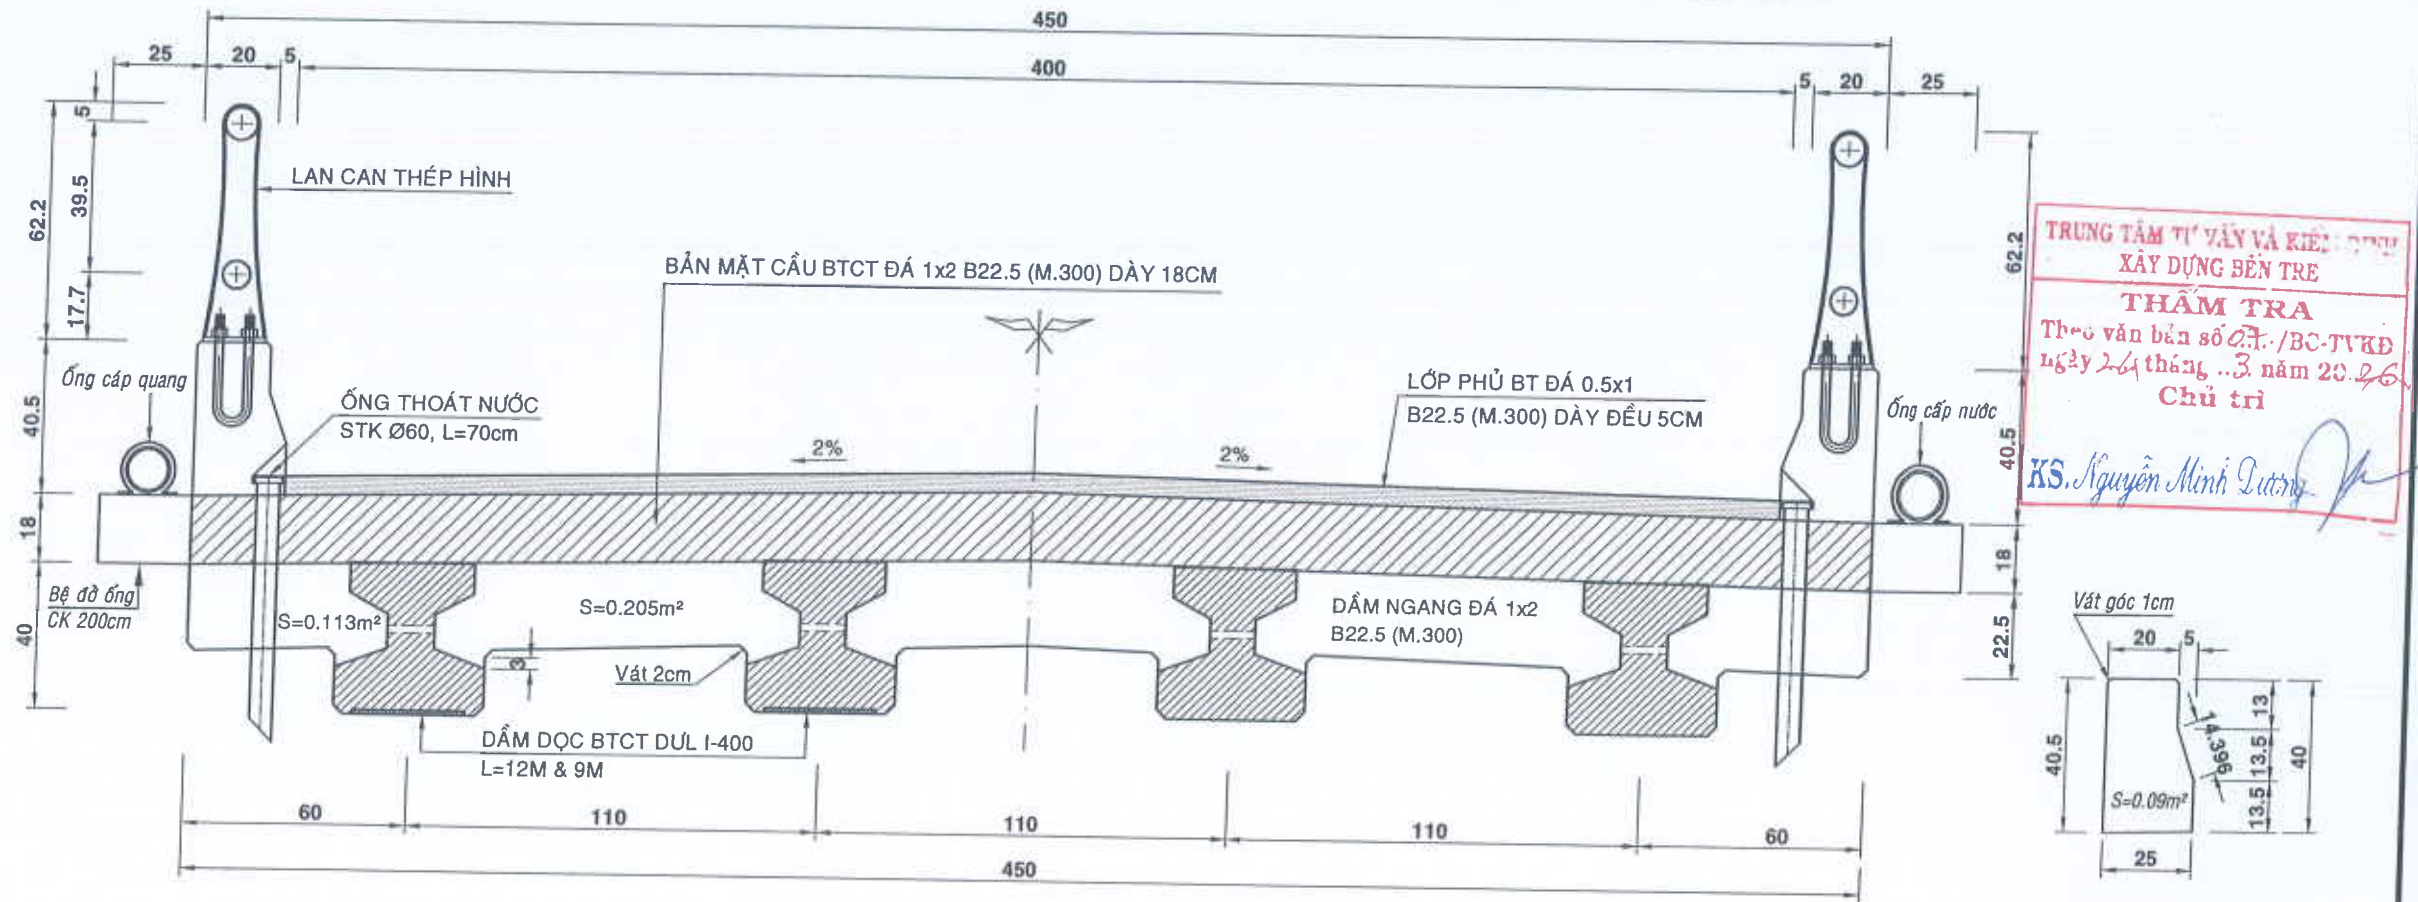 450
25
20
5
400
5
20
25
5
39.5
62.2
17.7
40.5
18
40
LAN CAN THÉP HÌNH
BẢN MẶT CẦU BTCT ĐÁ 1x2 B22.5 (M.300) DÀY 18CM
Ống cáp quang
ỐNG THOÁT NƯỚC
STK Ø60, L=70cm
2%
2%
LỚP PHỦ BT ĐÁ 0.5x1
B22.5 (M.300) DÀY ĐỀU 5CM
Ống cấp nước
62.2
40.5
18
22.5
Bệ đỡ ống
CK 200cm
S=0.113m²
S=0.205m²
3
Vát 2cm
DẦM NGANG ĐÁ 1x2
B22.5 (M.300)
DẦM DỌC BTCT DƯL I-400
L=12M & 9M
60
110
110
110
60
450
TRUNG TÂM TƯ VẤN VÀ KIỂM ĐỊNH
XÂY DỰNG BẾN TRE
THẨM TRA
Theo văn bản số 07/BC-TVKĐ
ngày 24 tháng 3 năm 2026
Chủ trì
KS. Nguyễn Minh Dương
Vát góc 1cm
20
5
13
14.396
13.5
13.5
40
40.5
S=0.09m²
25